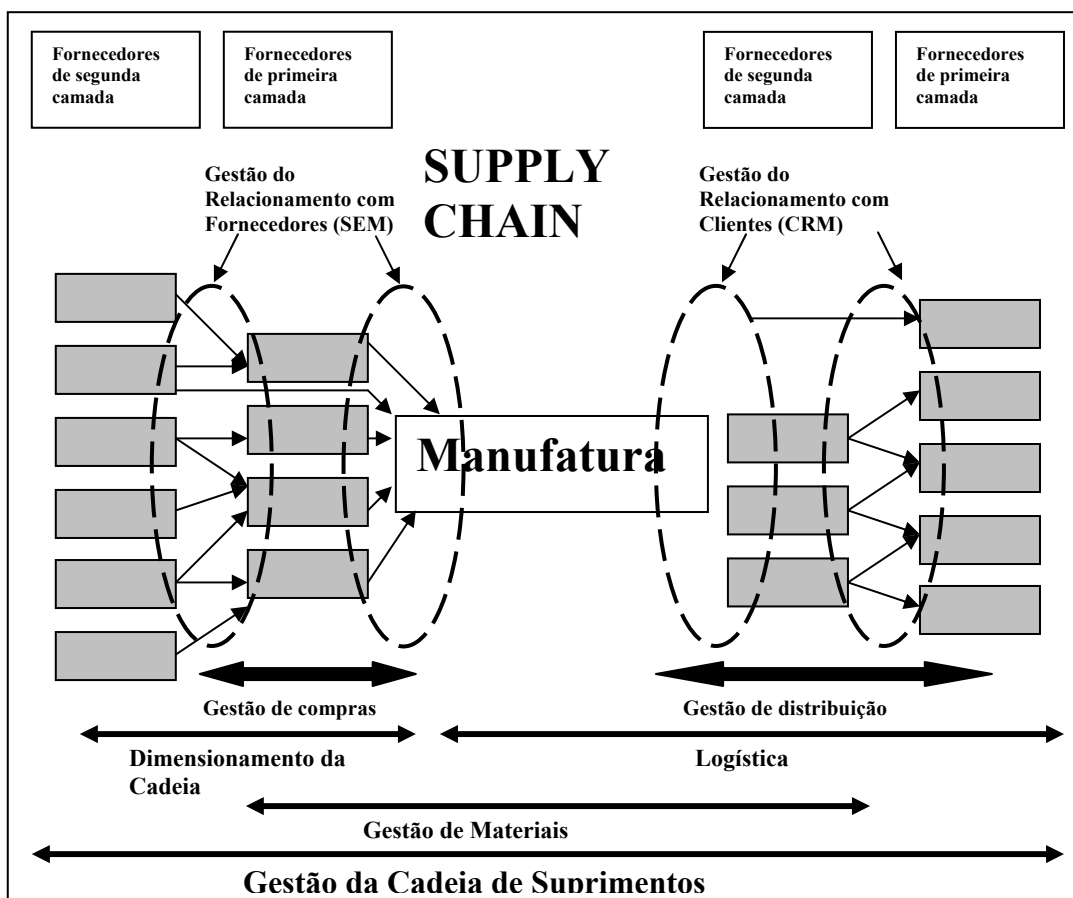 Fornecedores
de segunda
camada
Fornecedores
de primeira
camada
Fornecedores
de segunda
camada
Fornecedores
de primeira
camada
SUPPLY
CHAIN
Gestão do
Relacionamento com
Fornecedores (SEM)
Gestão do
Relacionamento com
Clientes (CRM)
Manufatura
Gestão de compras
Gestão de distribuição
Dimensionamento da
Cadeia
Logística
Gestão de Materiais
Gestão da Cadeia de Suprimentos